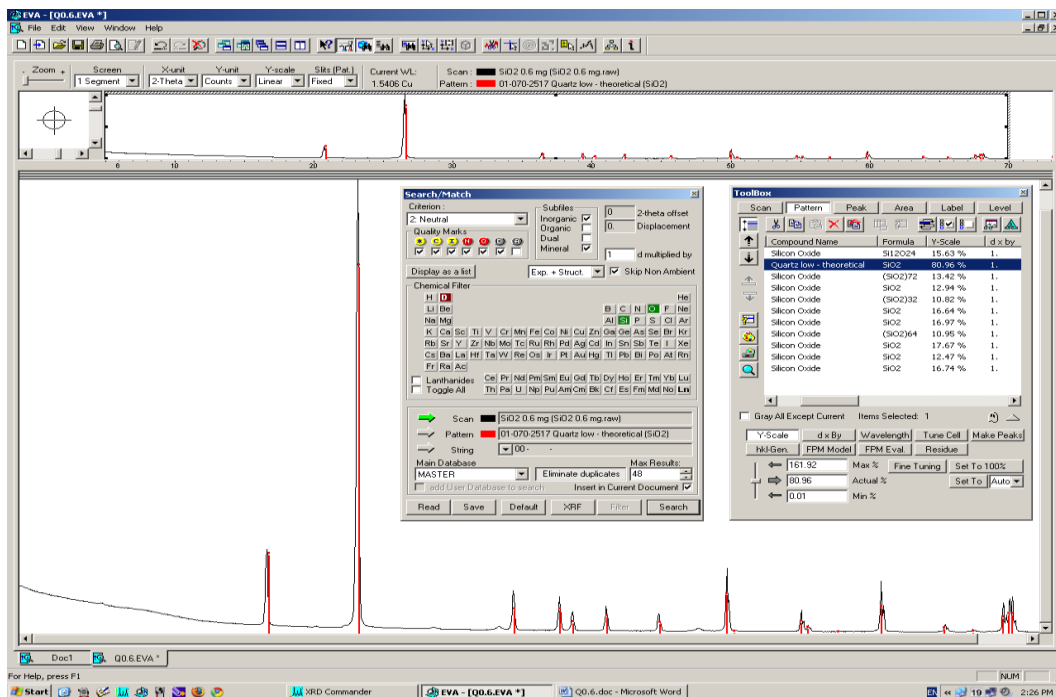 EVA - [Q0.6.EVA *]
File Edit View Window Help
Zoom + Screen X-unit Y-unit Y-scale Slits (Pat.) Current WL: Scan : SiO2 0.6 mg (SiO2 0.6 mg.raw)
1 Segment 2-Theta Counts Linear Fixed 1.5406 Cu Pattern : 01-070-2517 Quartz low - theoretical (SiO2)
6 10 20 30 40 50 60 70
Search/Match
Criterion :
2: Neutral
Quality Marks
Subfiles
Inorganic
Organic
Dual
Mineral
0 2-theta offset
0. Displacement
1 d multiplied by
Display as a list Exp. + Struct. Skip Non Ambient
Chemical Filter
H D He
Li Be B C N O F Ne
Na Mg Al Si P S Cl Ar
K Ca Sc Ti V Cr Mn Fe Co Ni Cu Zn Ga Ge As Se Br Kr
Rb Sr Y Zr Nb Mo Tc Ru Rh Pd Ag Cd In Sn Sb Te I Xe
Cs Ba La Hf Ta W Re Os Ir Pt Au Hg Tl Pb Bi Po At Rn
Fr Ra Ac
Lanthanides Ce Pr Nd Pm Sm Eu Gd Tb Dy Ho Er Tm Yb Lu
Toggle All Th Pa U Np Pu Am Cm Bk Cf Es Fm Md No Lrn
Scan SiO2 0.6 mg (SiO2 0.6 mg.raw)
Pattern 01-070-2517 Quartz low - theoretical (SiO2)
String 00- -
Main Database Max Results:
MASTER Eliminate duplicates 48
add User Database to search Insert in Current Document
Read Save Default XRF Filter Search
ToolBox
Scan Pattern Peak Area Label Level
Compound Name Formula Y-Scale d x by
Silicon Oxide Si12O24 15.63 % 1.
Quartz low - theoretical SiO2 80.96 % 1.
Silicon Oxide (SiO2)72 13.42 % 1.
Silicon Oxide SiO2 12.94 % 1.
Silicon Oxide (SiO2)32 10.82 % 1.
Silicon Oxide SiO2 16.64 % 1.
Silicon Oxide SiO2 16.97 % 1.
Silicon Oxide (SiO2)64 10.95 % 1.
Silicon Oxide SiO2 17.67 % 1.
Silicon Oxide SiO2 12.47 % 1.
Silicon Oxide SiO2 16.74 % 1.
Gray All Except Current Items Selected: 1
Y-Scale d x By Wavelength Tune Cell Make Peaks
hkl-Gen. FPM Model FPM Eval. Residue
161.92 Max % Fine Tuning Set To 100%
80.96 Actual % Set To Auto
0.01 Min %
Doc1 Q0.6.EVA *
For Help, press F1 NUM
Start XRD Commander EVA - [Q0.6.EVA *] Q0.6.doc - Microsoft Word EN « 19 2:26 PM